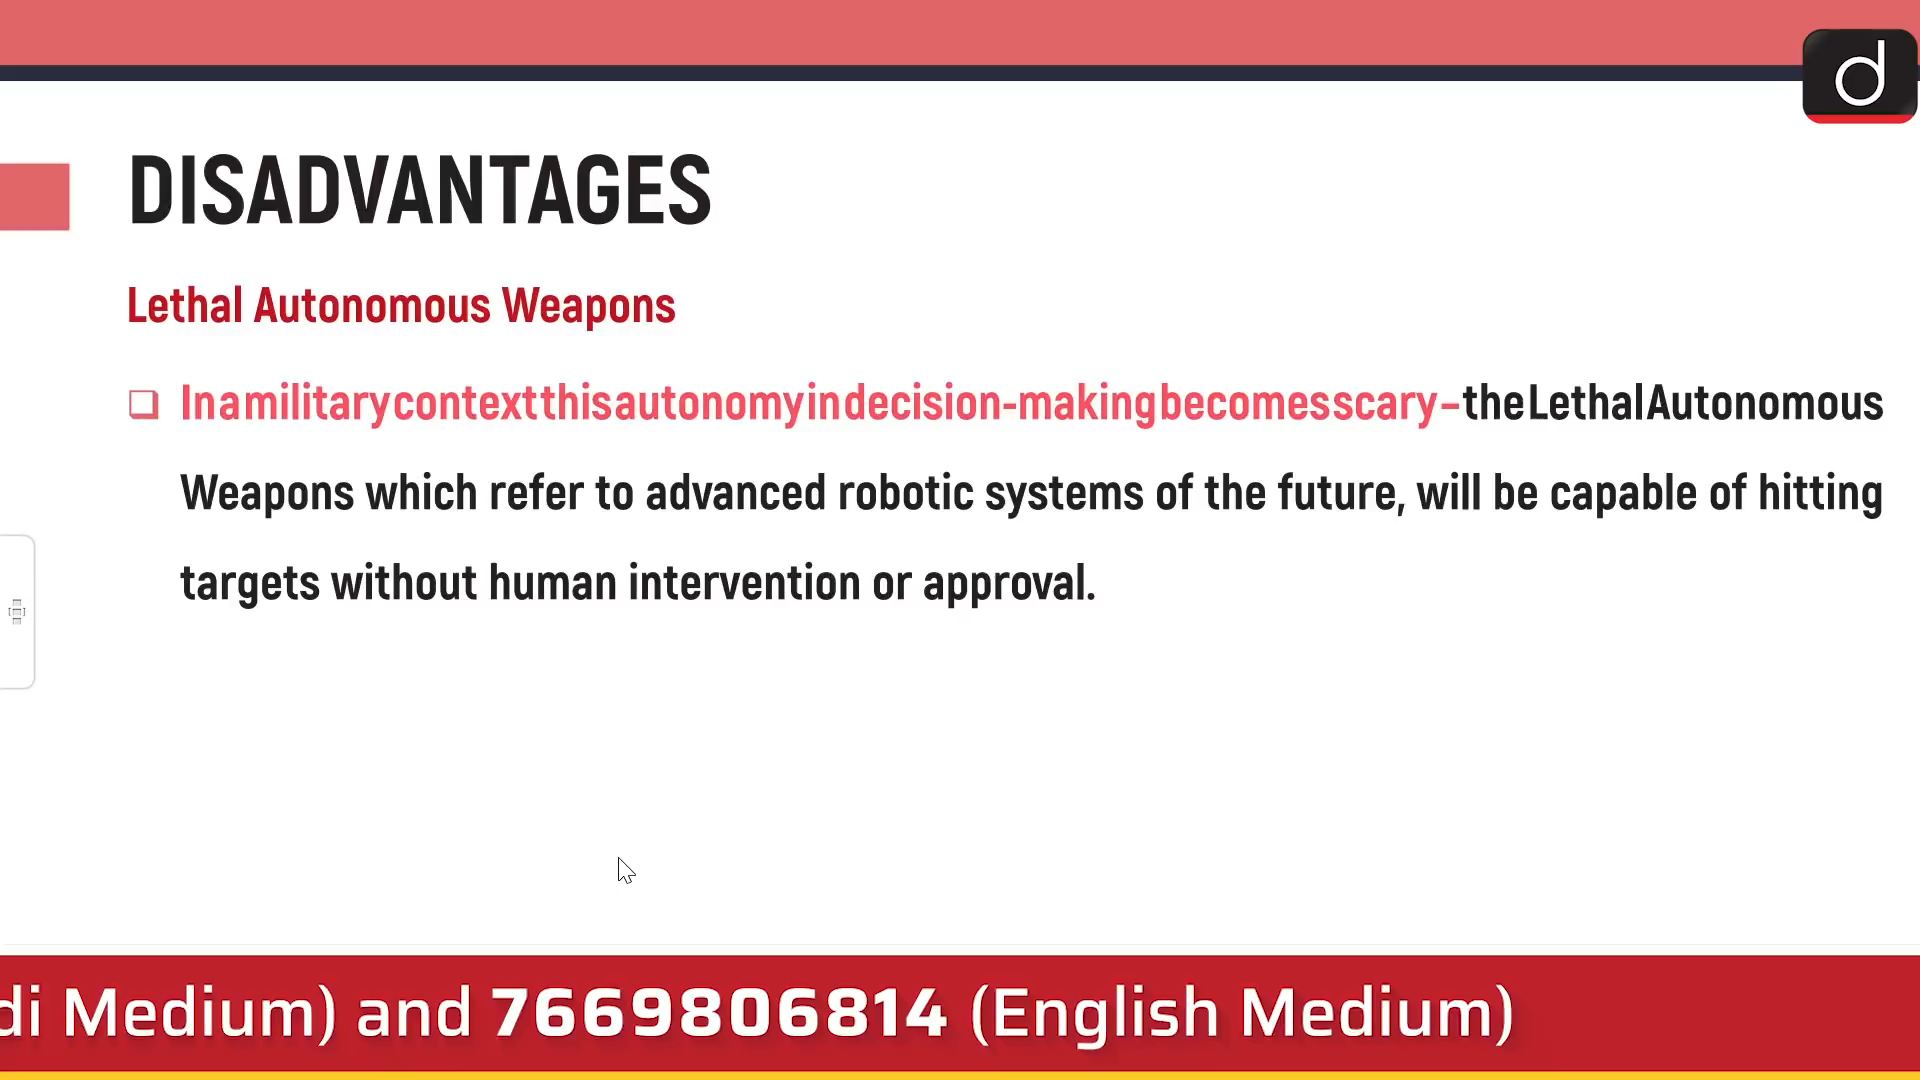 d
DISADVANTAGES
Lethal Autonomous Weapons
❑ In a military context this autonomy in decision-making becomes scary – the Lethal Autonomous
Weapons which refer to advanced robotic systems of the future, will be capable of hitting
targets without human intervention or approval.
di Medium) and 7669806814 (English Medium)